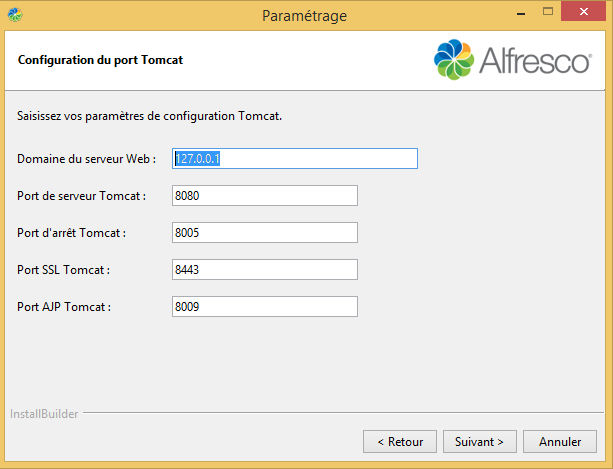 Paramétrage
Configuration du port Tomcat
Alfresco®
Saisissez vos paramètres de configuration Tomcat.
Domaine du serveur Web : 127.0.0.1
Port de serveur Tomcat : 8080
Port d'arrêt Tomcat : 8005
Port SSL Tomcat : 8443
Port AJP Tomcat : 8009
InstallBuilder
< Retour Suivant > Annuler